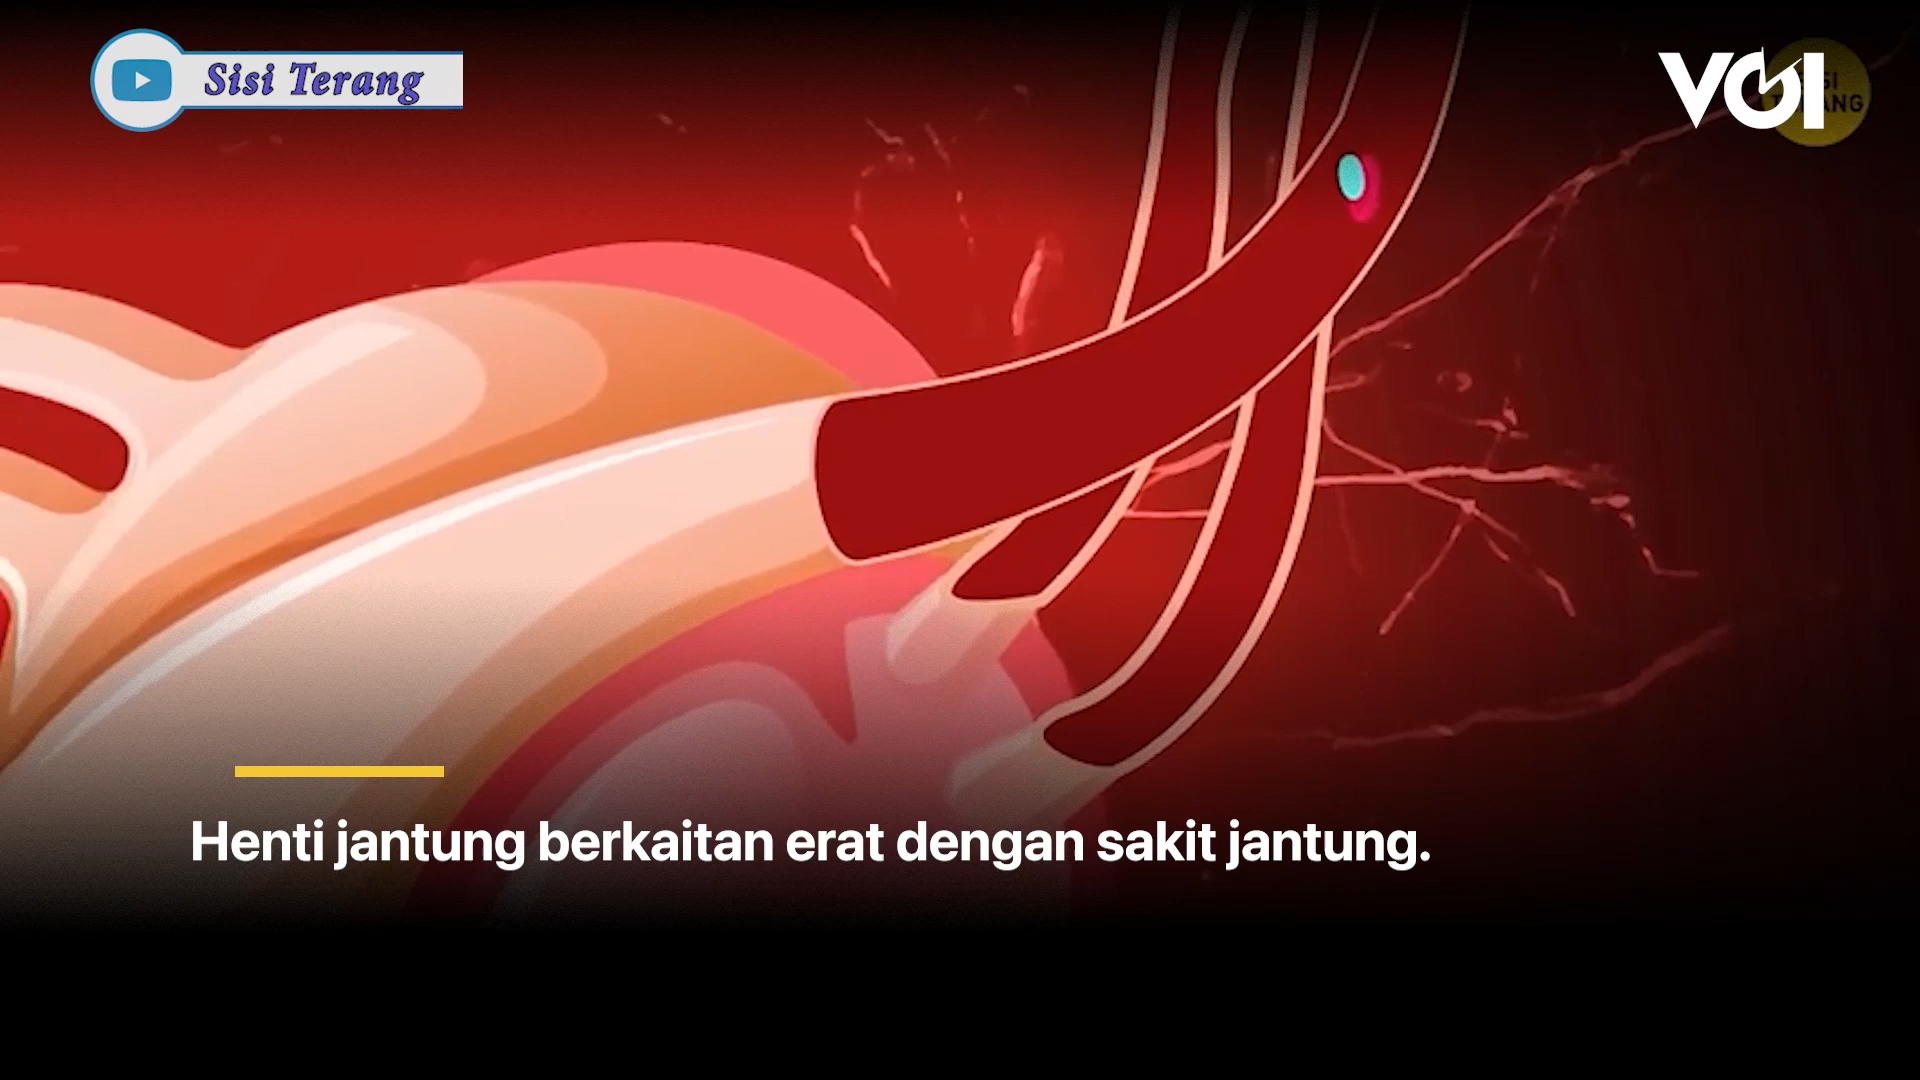 Sisi Terang
VOI
Henti jantung berkaitan erat dengan sakit jantung.